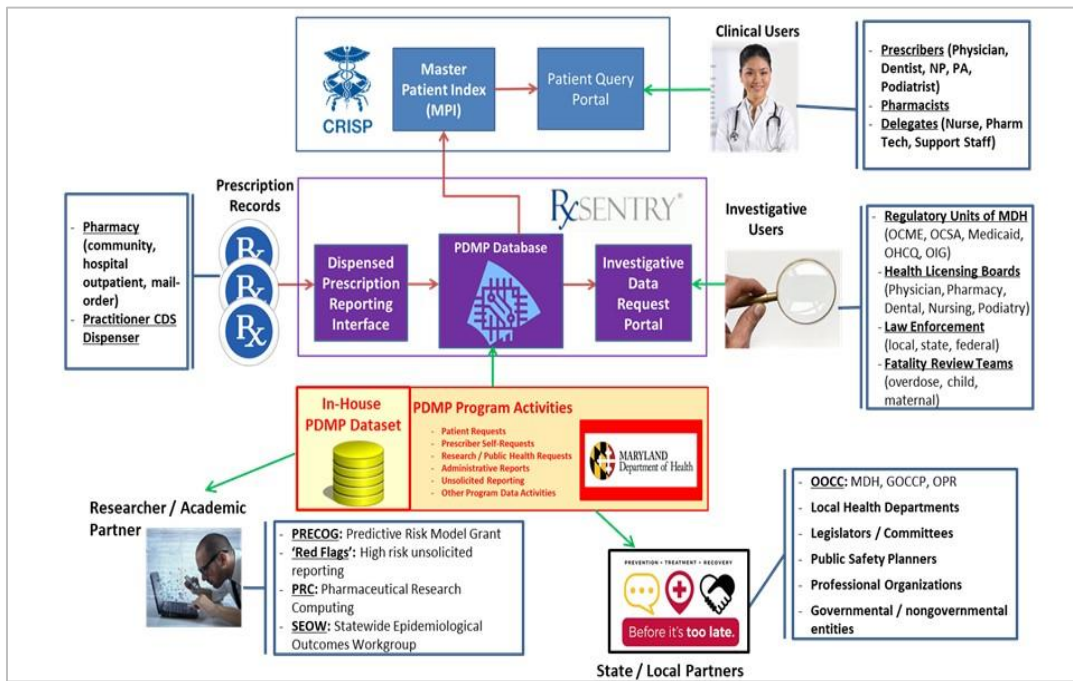 CRISP
Master
Patient Index
(MPI)
Patient Query
Portal
Clinical Users
- Prescribers (Physician,
Dentist, NP, PA,
Podiatrist)
- Pharmacists
- Delegates (Nurse, Pharm
Tech, Support Staff)
Prescription
Records
- Pharmacy
(community,
hospital
outpatient, mail-
order)
- Practitioner CDS
Dispenser
Rx
Rx
Rx
RxSENTRY®
Dispensed
Prescription
Reporting
Interface
PDMP Database
Investigative
Data
Request
Portal
Investigative
Users
- Regulatory Units of MDH
(OCME, OCSA, Medicaid,
OHCQ, OIG)
- Health Licensing Boards
(Physician, Pharmacy,
Dental, Nursing, Podiatry)
- Law Enforcement
(local, state, federal)
- Fatality Review Teams
(overdose, child,
maternal)
In-House
PDMP Dataset
PDMP Program Activities
- Patient Requests
- Prescriber Self-Requests
- Research / Public Health Requests
- Administrative Reports
- Unsolicited Reporting
- Other Program Data Activities
MARYLAND
Department of Health
Researcher / Academic
Partner
- PRECOG: Predictive Risk Model Grant
- 'Red Flags': High risk unsolicited
reporting
- PRC: Pharmaceutical Research
Computing
- SEOW: Statewide Epidemiological
Outcomes Workgroup
PREVENTION • TREATMENT • RECOVERY
Before it's too late.
State / Local Partners
- OOCC: MDH, GOCCP, OPR
- Local Health Departments
- Legislators / Committees
- Public Safety Planners
- Professional Organizations
- Governmental / nongovernmental
entities